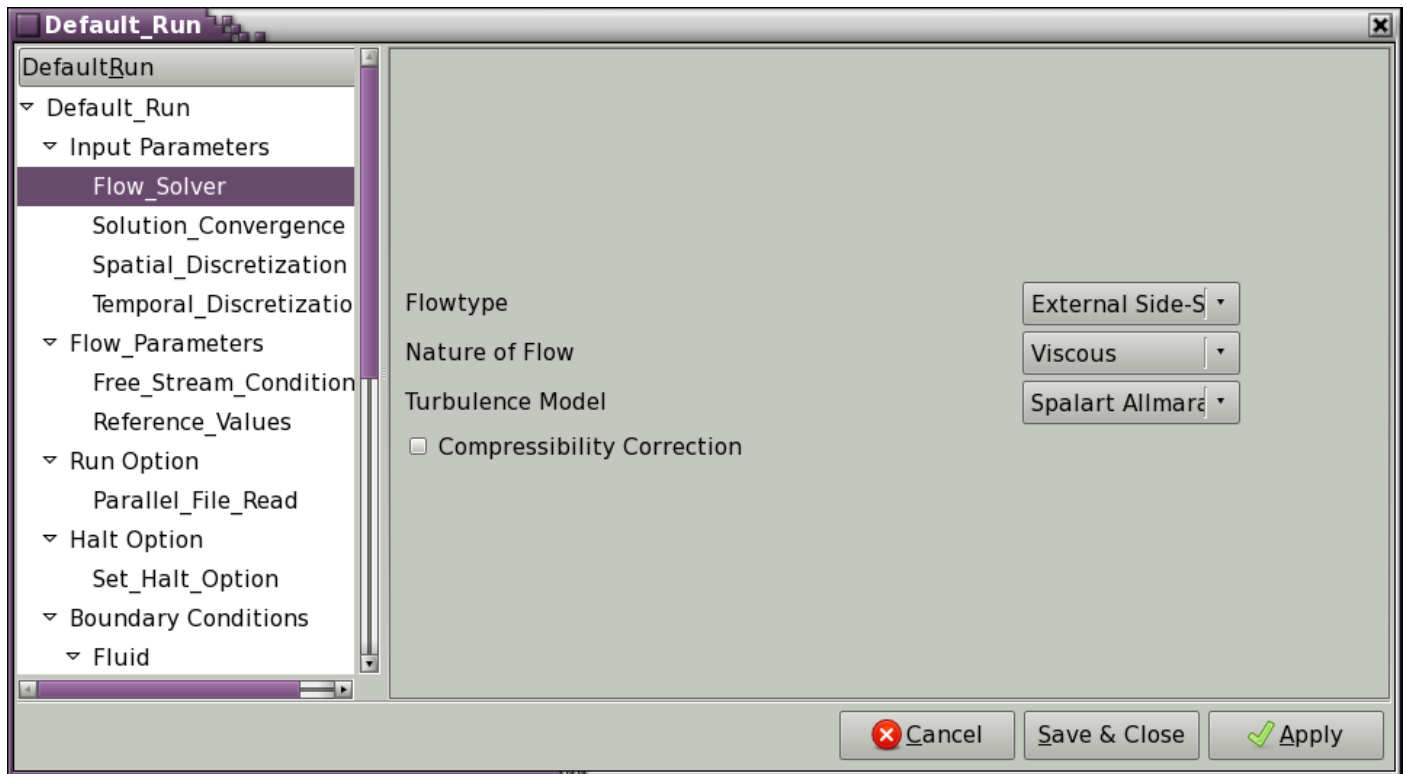 Default_Run
DefaultRun
Default_Run
Input Parameters
Flow_Solver
Solution_Convergence
Spatial_Discretization
Temporal_Discretizatio
Flow_Parameters
Free_Stream_Condition
Reference_Values
Run Option
Parallel_File_Read
Halt Option
Set_Halt_Option
Boundary Conditions
Fluid
Flowtype External Side-S
Nature of Flow Viscous
Turbulence Model Spalart Allmara
Compressibility Correction
Cancel Save & Close Apply